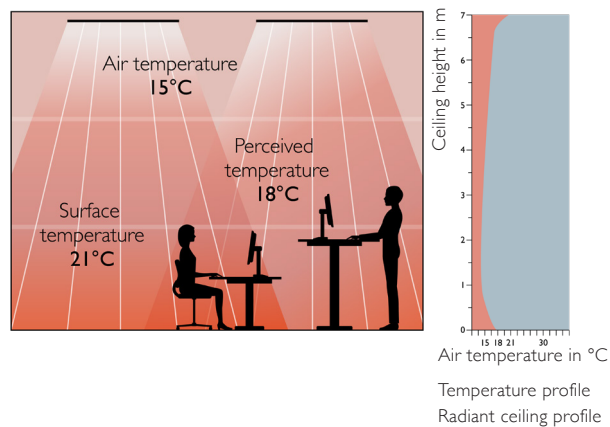 Air temperature
15°C
Perceived
temperature
18°C
Surface
temperature
21°C
Ceiling height in m
7
6
5
4
3
2
1
0
15 18 21 30
Air temperature in °C
Temperature profile
Radiant ceiling profile